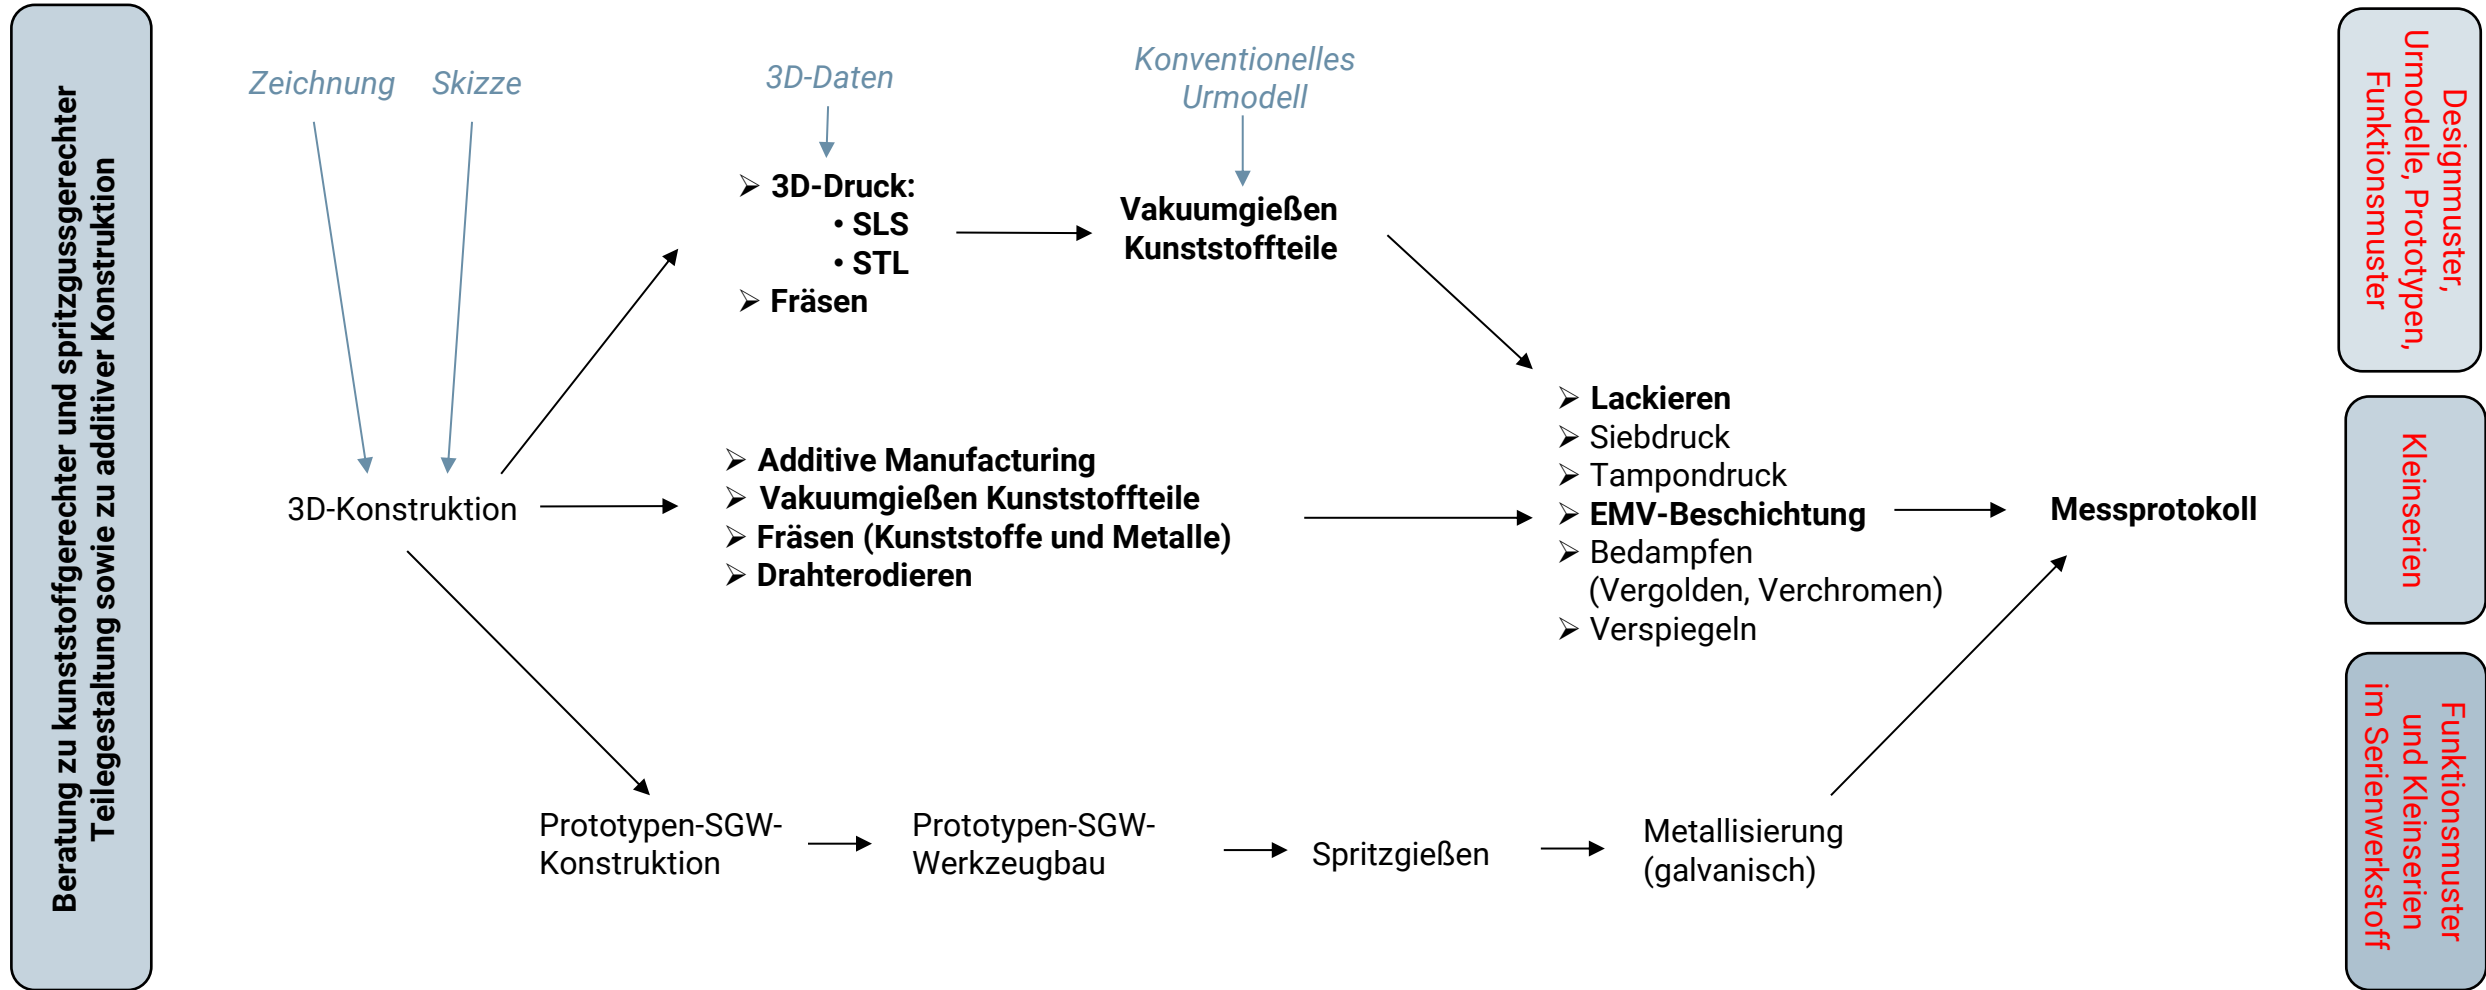 Beratung zu kunststoffgerechter und spritzgussgerechter
Teilegestaltung sowie zu additiver Konstruktion
Zeichnung
Skizze
3D-Daten
Konventionelles
Urmodell
➢ 3D-Druck:
• SLS
• STL
➢ Fräsen
Vakuumgießen
Kunststoffteile
3D-Konstruktion
➢ Additive Manufacturing
➢ Vakuumgießen Kunststoffteile
➢ Fräsen (Kunststoffe und Metalle)
➢ Drahterodieren
➢ Lackieren
➢ Siebdruck
➢ Tampondruck
➢ EMV-Beschichtung
➢ Bedampfen
(Vergolden, Verchromen)
➢ Verspiegeln
Messprotokoll
Prototypen-SGW-
Konstruktion
Prototypen-SGW-
Werkzeugbau
Spritzgießen
Metallisierung
(galvanisch)
Designmuster,
Urmodelle, Prototypen,
Funktionsmuster
Kleinserien
Funktionsmuster
und Kleinserien
im Serienwerkstoff